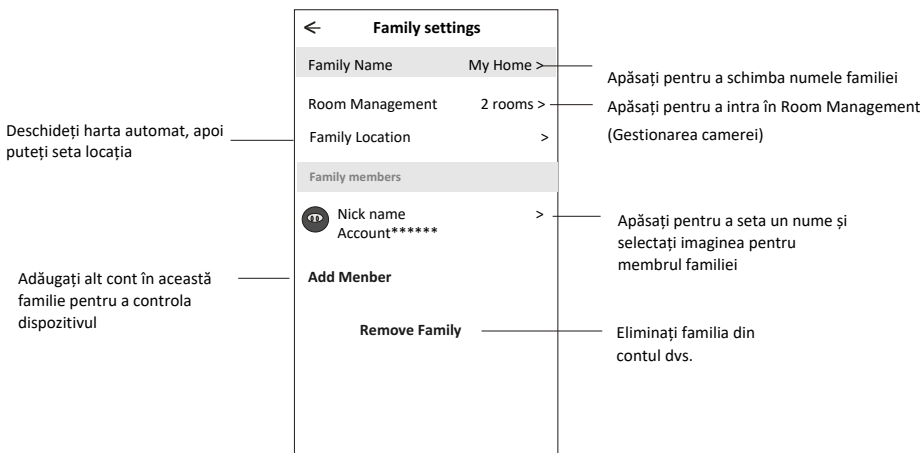 Family settings
Family Name My Home >
Apăsați pentru a schimba numele familiei
Room Management 2 rooms >
Apăsați pentru a intra în Room Management
(Gestionarea camerei)
Deschideți harta automat, apoi
puteți seta locația
Family Location >
Family members
Nick name >
Account******
Apăsați pentru a seta un nume și
selectați imaginea pentru
membrul familiei
Add Menber
Adăugați alt cont în această
familie pentru a controla
dispozitivul
Remove Family
Eliminați familia din
contul dvs.